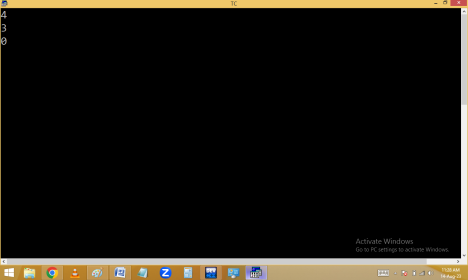 TC
4
3
0
Activate Windows
Go to PC settings to activate Windows.